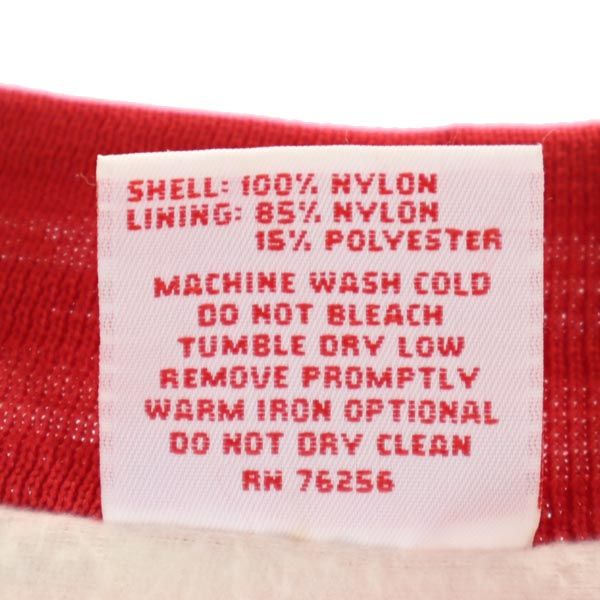 SHELL: 100% NYLON
LINING: 85% NYLON
15% POLYESTER
MACHINE WASH COLD
DO NOT BLEACH
TUMBLE DRY LOW
REMOVE PROMPTLY
WARM IRON OPTIONAL
DO NOT DRY CLEAN
RN 76256